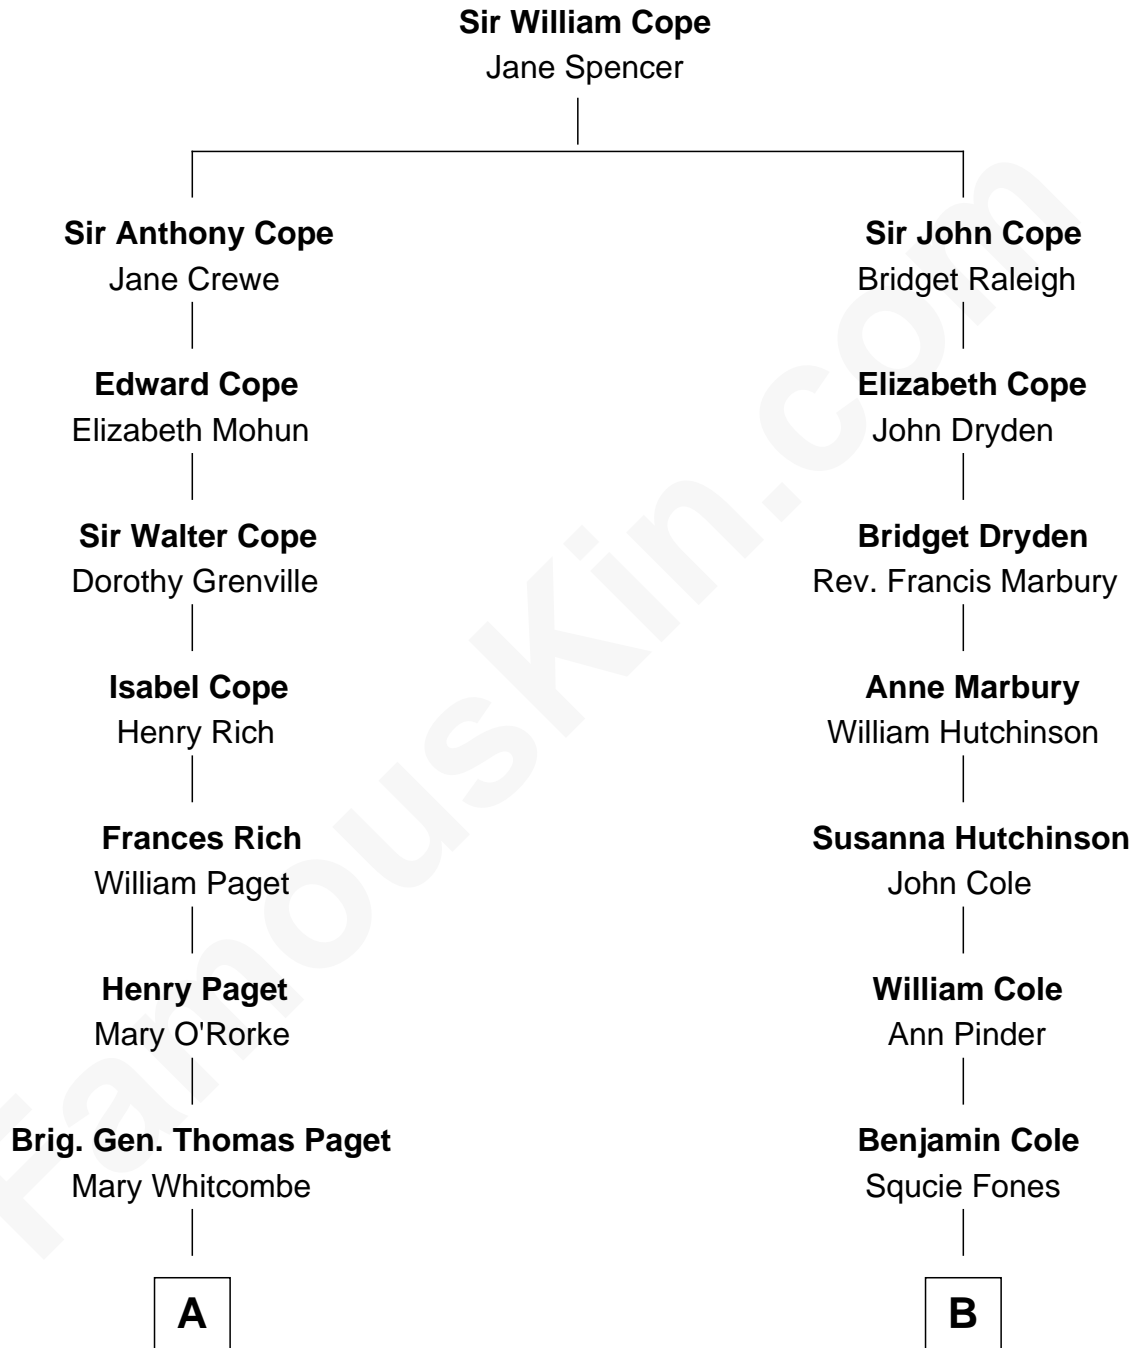 Sir William Cope
Jane Spencer
Sir Anthony Cope
Jane Crewe
Edward Cope
Elizabeth Mohun
Sir Walter Cope
Dorothy Grenville
Isabel Cope
Henry Rich
Frances Rich
William Paget
Henry Paget
Mary O'Rorke
Brig. Gen. Thomas Paget
Mary Whitcombe
A
Sir John Cope
Bridget Raleigh
Elizabeth Cope
John Dryden
Bridget Dryden
Rev. Francis Marbury
Anne Marbury
William Hutchinson
Susanna Hutchinson
John Cole
William Cole
Ann Pinder
Benjamin Cole
Squcie Fones
B
FamousKin.com